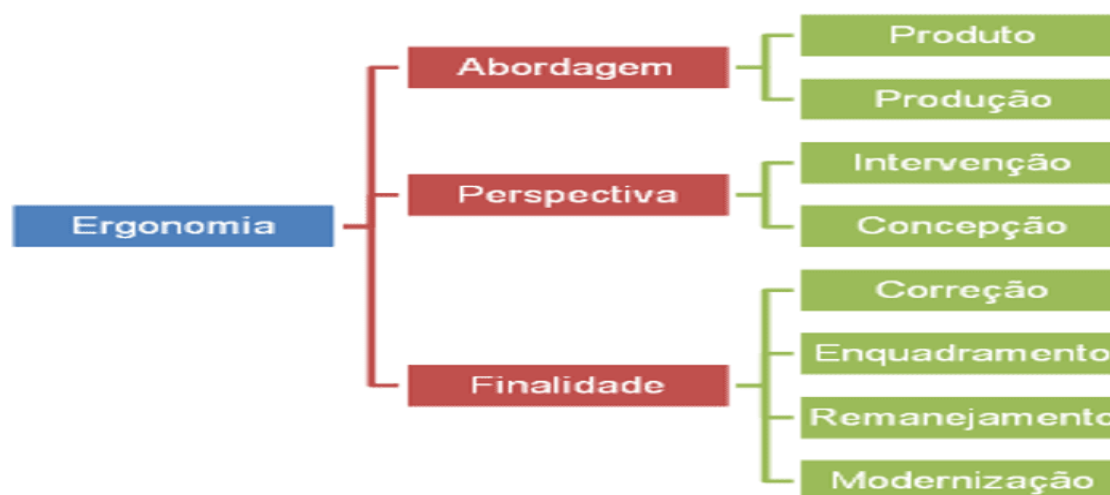 Ergonomia
Abordagem
Produto
Produção
Perspectiva
Intervenção
Concepção
Finalidade
Correção
Enquadramento
Remanejamento
Modernização